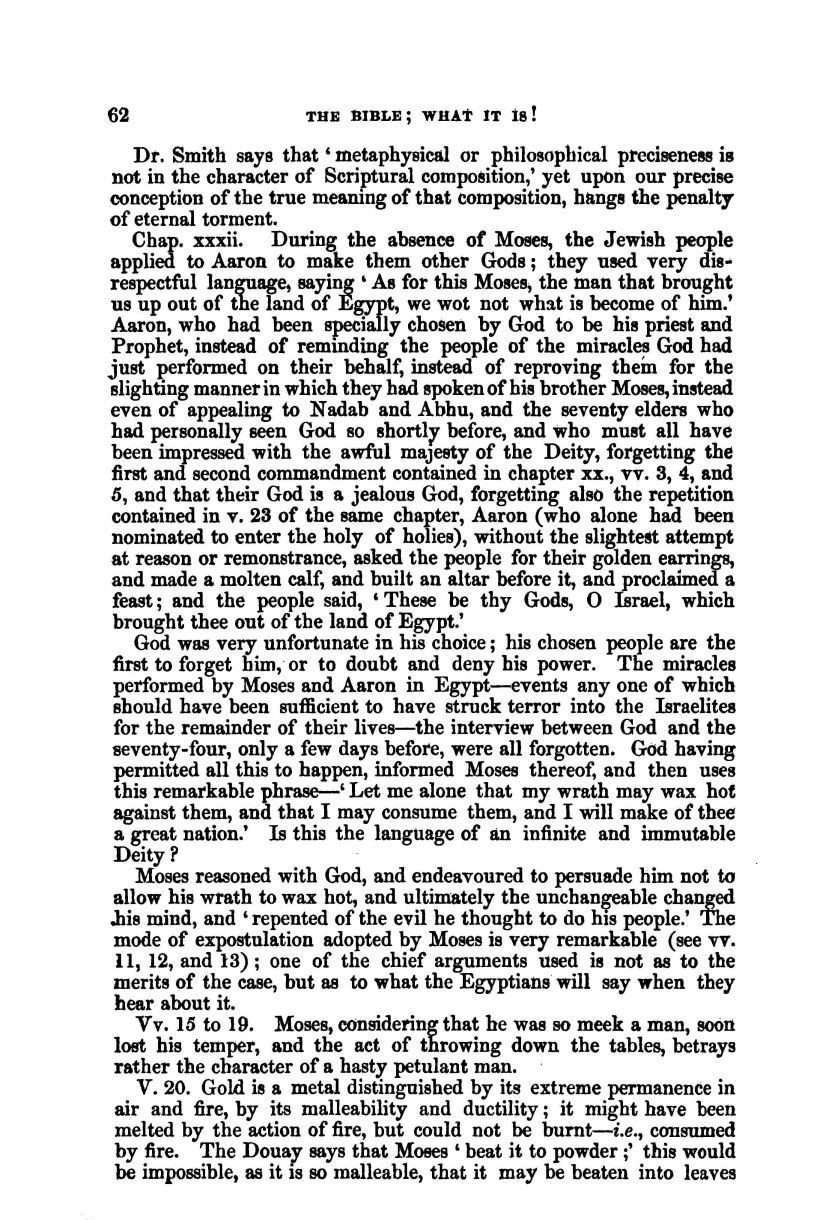 62 THE BIBLE; WHAT IT IS!
Dr. Smith says that ‘ metaphysical or philosophical preciseness is
not in the character of Scriptural composition,’ yet upon our precise
conception of the true meaning of that composition, hangs the penalty
of eternal torment.
Chap. xxxii. During the absence of Moses, the Jewish people
applied to Aaron to make them other Gods; they used very dis-
respectful language, saying ‘ As for this Moses, the man that brought
us up out of the land of Egypt, we wot not what is become of him.’
Aaron, who had been specially chosen by God to be his priest and
Prophet, instead of reminding the people of the miracles God had
just performed on their behalf, instead of reproving them for the
slighting manner in which they had spoken of his brother Moses, instead
even of appealing to Nadab and Abhu, and the seventy elders who
had personally seen God so shortly before, and who must all have
been impressed with the awful majesty of the Deity, forgetting the
first and second commandment contained in chapter xx., vv. 3, 4, and
5, and that their God is a jealous God, forgetting also the repetition
contained in v. 23 of the same chapter, Aaron (who alone had been
nominated to enter the holy of holies), without the slightest attempt
at reason or remonstrance, asked the people for their golden earrings,
and made a molten calf, and built an altar before it, and proclaimed a
feast; and the people said, ‘ These be thy Gods, O Israel, which
brought thee out of the land of Egypt.’
God was very unfortunate in his choice; his chosen people are the
first to forget him, or to doubt and deny his power. The miracles
performed by Moses and Aaron in Egypt—events any one of which
should have been sufficient to have struck terror into the Israelites
for the remainder of their lives—the interview between God and the
seventy-four, only a few days before, were all forgotten. God having
permitted all this to happen, informed Moses thereof, and then uses
this remarkable phrase—‘ Let me alone that my wrath may wax hot
against them, and that I may consume them, and I will make of thee
a great nation.’ Is this the language of an infinite and immutable
Deity ?
Moses reasoned with God, and endeavoured to persuade him not to
allow his wrath to wax hot, and ultimately the unchangeable changed
his mind, and ‘ repented of the evil he thought to do his people.’ The
mode of expostulation adopted by Moses is very remarkable (see vv.
11, 12, and 13) ; one of the chief arguments used is not as to the
merits of the case, but as to what the Egyptians will say when they
hear about it.
Vv. 15 to 19. Moses, considering that he was so meek a man, soon
lost his temper, and the act of throwing down the tables, betrays
rather the character of a hasty petulant man.
V. 20. Gold is a metal distinguished by its extreme permanence in
air and fire, by its malleability and ductility; it might have been
melted by the action of fire, but could not be burnt—i.e., consumed
by fire. The Douay says that Moses ‘ beat it to powder ;’ this would
be impossible, as it is so malleable, that it may be beaten into leaves